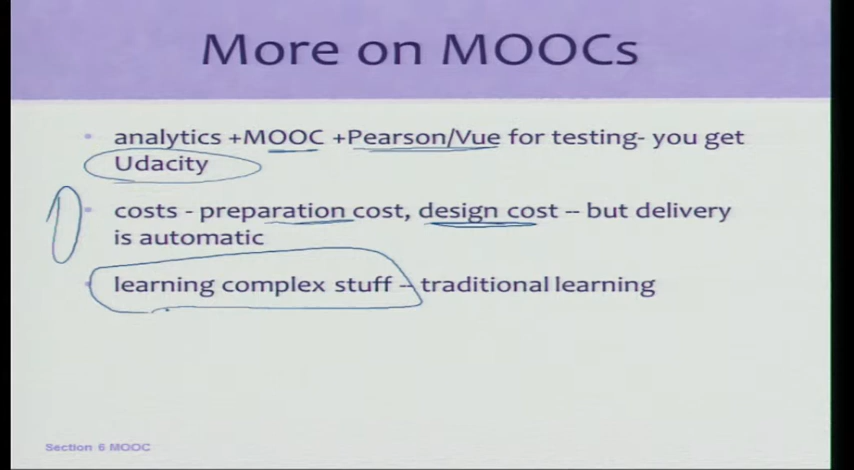 More on MOOCs
analytics +MOOC +Pearson/Vue for testing- you get
Udacity
costs - preparation cost, design cost -- but delivery
is automatic
learning complex stuff -- traditional learning
Section 6 MOOC